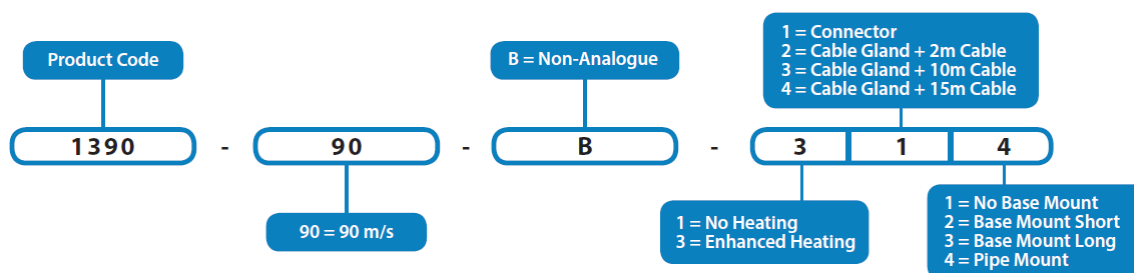 Product Code
B = Non-Analogue
1 = Connector
2 = Cable Gland + 2m Cable
3 = Cable Gland + 10m Cable
4 = Cable Gland + 15m Cable
1390 - 90 - B - 3 1 4
90 = 90 m/s
1 = No Heating
3 = Enhanced Heating
1 = No Base Mount
2 = Base Mount Short
3 = Base Mount Long
4 = Pipe Mount